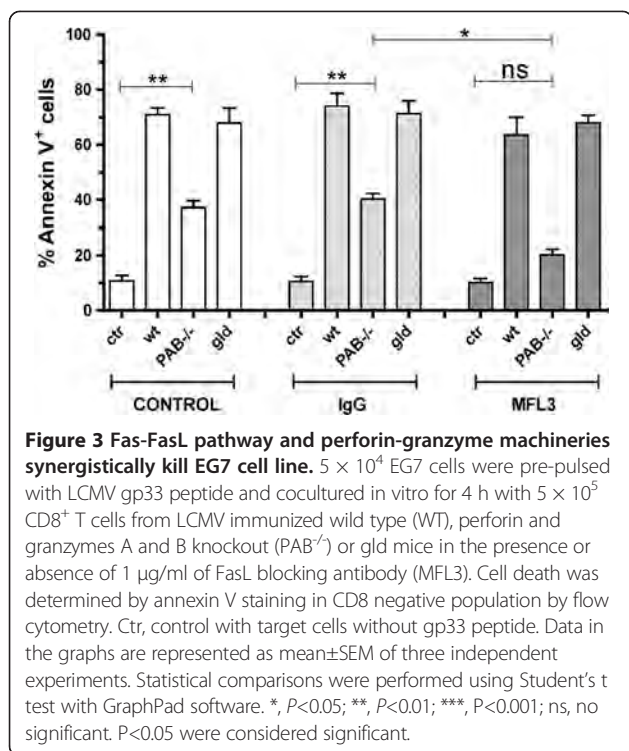 *
** ** ns
% Annexin V+ cells
80
60
40
20
0
ctr wt PAB-/- gld ctr wt PAB-/- gld ctr wt PAB-/- gld
CONTROL IgG MFL3
Figure 3 Fas-FasL pathway and perforin-granzyme machineries
synergistically kill EG7 cell line. 5 × 10⁴ EG7 cells were pre-pulsed
with LCMV gp33 peptide and cocultured in vitro for 4 h with 5 × 10⁵
CD8⁺ T cells from LCMV immunized wild type (WT), perforin and
granzymes A and B knockout (PAB⁻/⁻) or gld mice in the presence or
absence of 1 μg/ml of FasL blocking antibody (MFL3). Cell death was
determined by annexin V staining in CD8 negative population by flow
cytometry. Ctr, control with target cells without gp33 peptide. Data in
the graphs are represented as mean±SEM of three independent
experiments. Statistical comparisons were performed using Student's t
test with GraphPad software. *, P<0.05; **, P<0.01; ***, P<0.001; ns, no
significant. P<0.05 were considered significant.